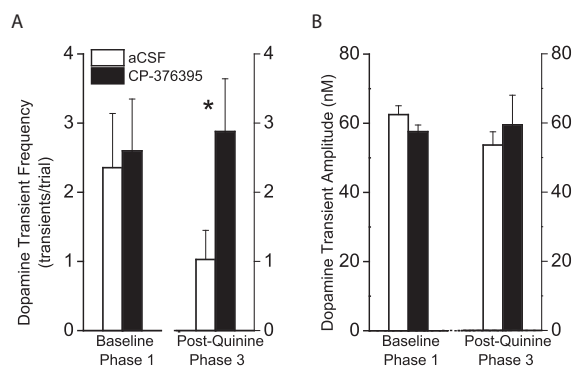 A
Dopamine Transient Frequency
(transients/trial)
4
3
2
1
0
aCSF
CP-376395
*
4
3
2
1
0
Baseline
Phase 1
Post-Quinine
Phase 3
B
Dopamine Transient Amplitude (nM)
80
60
40
20
0
80
60
40
20
0
Baseline
Phase 1
Post-Quinine
Phase 3